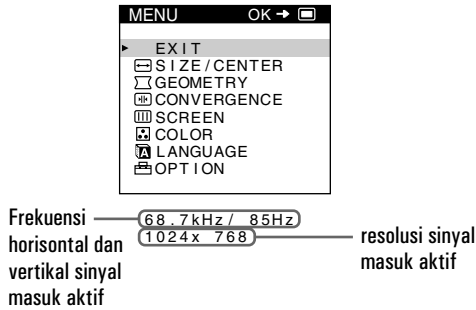 MENU OK
EXIT
SIZE/CENTER
GEOMETRY
CONVERGENCE
SCREEN
COLOR
LANGUAGE
OPTION
68.7kHz/ 85Hz
1024x 768
Frekuensi
horisontal dan
vertikal sinyal
masuk aktif
resolusi sinyal
masuk aktif